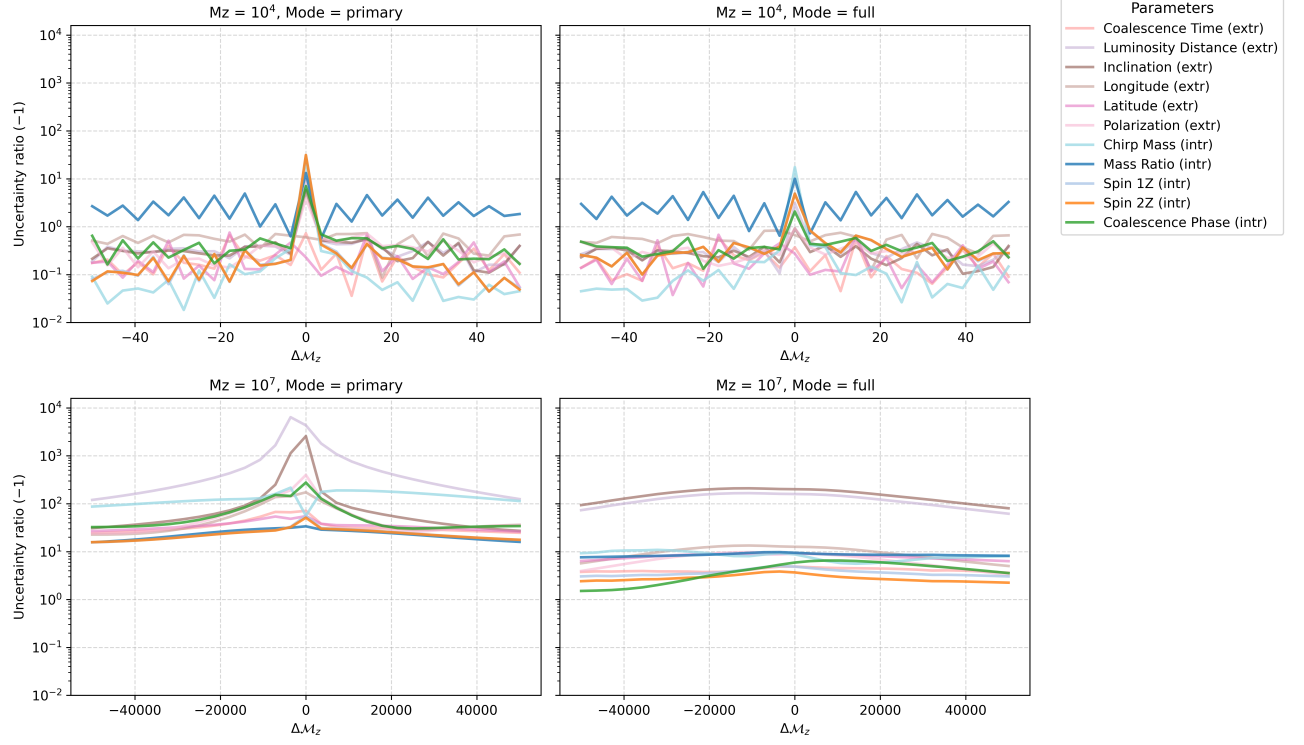 Mz = 10⁴, Mode = primary
Uncertainty ratio (−1)
10⁴
10³
10²
10¹
10⁰
10⁻¹
10⁻²
−40 −20 0 20 40
Δℳ_z
Mz = 10⁴, Mode = full
−40 −20 0 20 40
Δℳ_z
Parameters
Coalescence Time (extr)
Luminosity Distance (extr)
Inclination (extr)
Longitude (extr)
Latitude (extr)
Polarization (extr)
Chirp Mass (intr)
Mass Ratio (intr)
Spin 1Z (intr)
Spin 2Z (intr)
Coalescence Phase (intr)
Mz = 10⁷, Mode = primary
Uncertainty ratio (−1)
10⁴
10³
10²
10¹
10⁰
10⁻¹
10⁻²
−40000 −20000 0 20000 40000
Δℳ_z
Mz = 10⁷, Mode = full
−40000 −20000 0 20000 40000
Δℳ_z